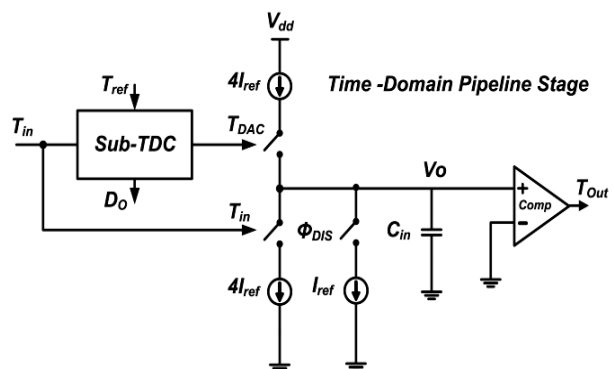 V_dd
4I_ref
Time -Domain Pipeline Stage
T_ref
T_in
Sub-TDC
T_DAC
D_O
Vo
T_Out
+
Comp
-
T_in
Φ_DIS
C_in
4I_ref
I_ref